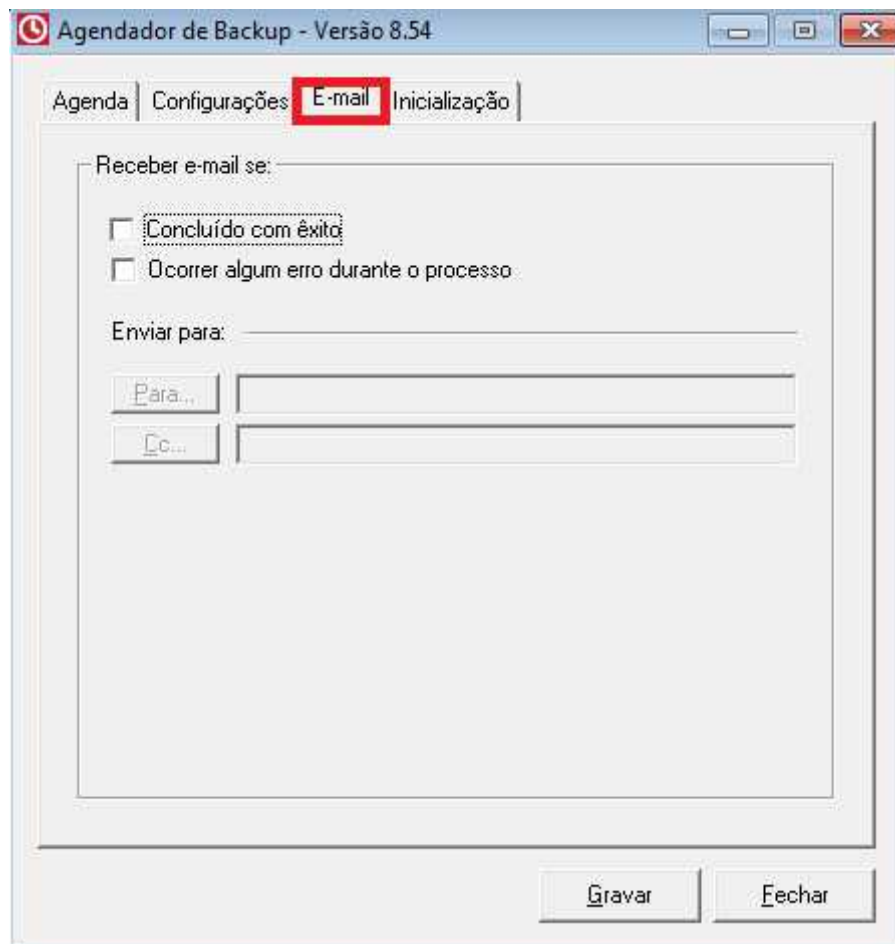 Agendador de Backup - Versão 8.54
Agenda Configurações E-mail Inicialização
Receber e-mail se:
Concluído com êxito
Ocorrer algum erro durante o processo
Enviar para:
Para...
Cc...
Gravar Fechar